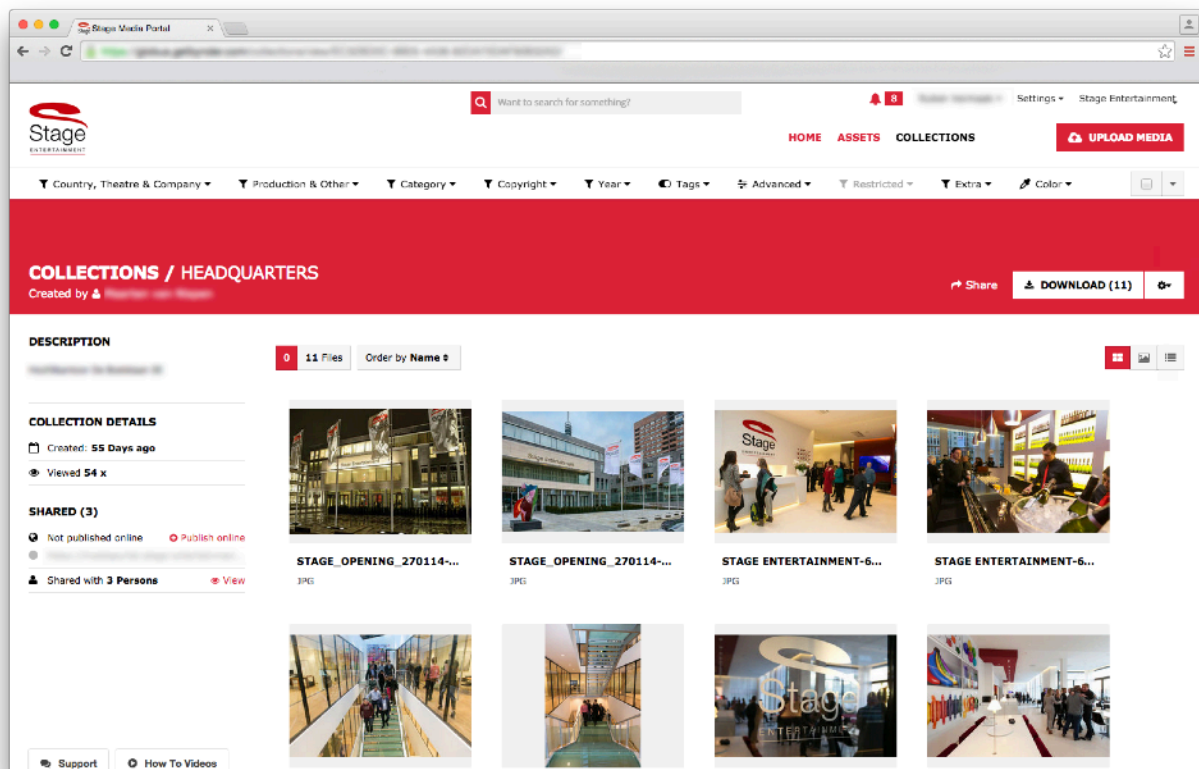 Stage Media Portal
Want to search for something?
8
Settings
Stage Entertainment
Stage
ENTERTAINMENT
HOME
ASSETS
COLLECTIONS
UPLOAD MEDIA
Country, Theatre & Company
Production & Other
Category
Copyright
Year
Tags
Advanced
Restricted
Extra
Color
COLLECTIONS / HEADQUARTERS
Created by
Share
DOWNLOAD (11)
DESCRIPTION
0
11 Files
Order by Name
COLLECTION DETAILS
Created: 55 Days ago
Viewed 54 x
SHARED (3)
Not published online
Publish online
Shared with 3 Persons
View
Stage
STAGE_OPENING_270114-...
STAGE_OPENING_270114-...
STAGE ENTERTAINMENT-6...
STAGE ENTERTAINMENT-6...
JPG
JPG
JPG
JPG
Stage
ENTERTAINMENT
Support
How To Videos